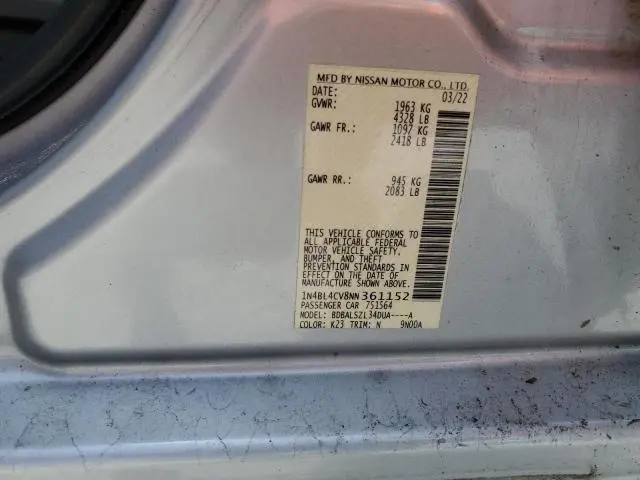 MFD BY NISSAN MOTOR CO., LTD.
DATE: 03/22
GVWR: 1963 KG
4328 LB
GAWR FR.: 1097 KG
2418 LB
GAWR RR.: 945 KG
2083 LB
THIS VEHICLE CONFORMS TO
ALL APPLICABLE FEDERAL
MOTOR VEHICLE SAFETY,
BUMPER, AND THEFT
PREVENTION STANDARDS IN
EFFECT ON THE DATE OF
MANUFACTURE SHOWN ABOVE.
1N4BL4CV8NN361152
PASSENGER CAR 751564
MODEL: BDBALSZL34DUA----A
COLOR: K23 TRIM: N 9N00A